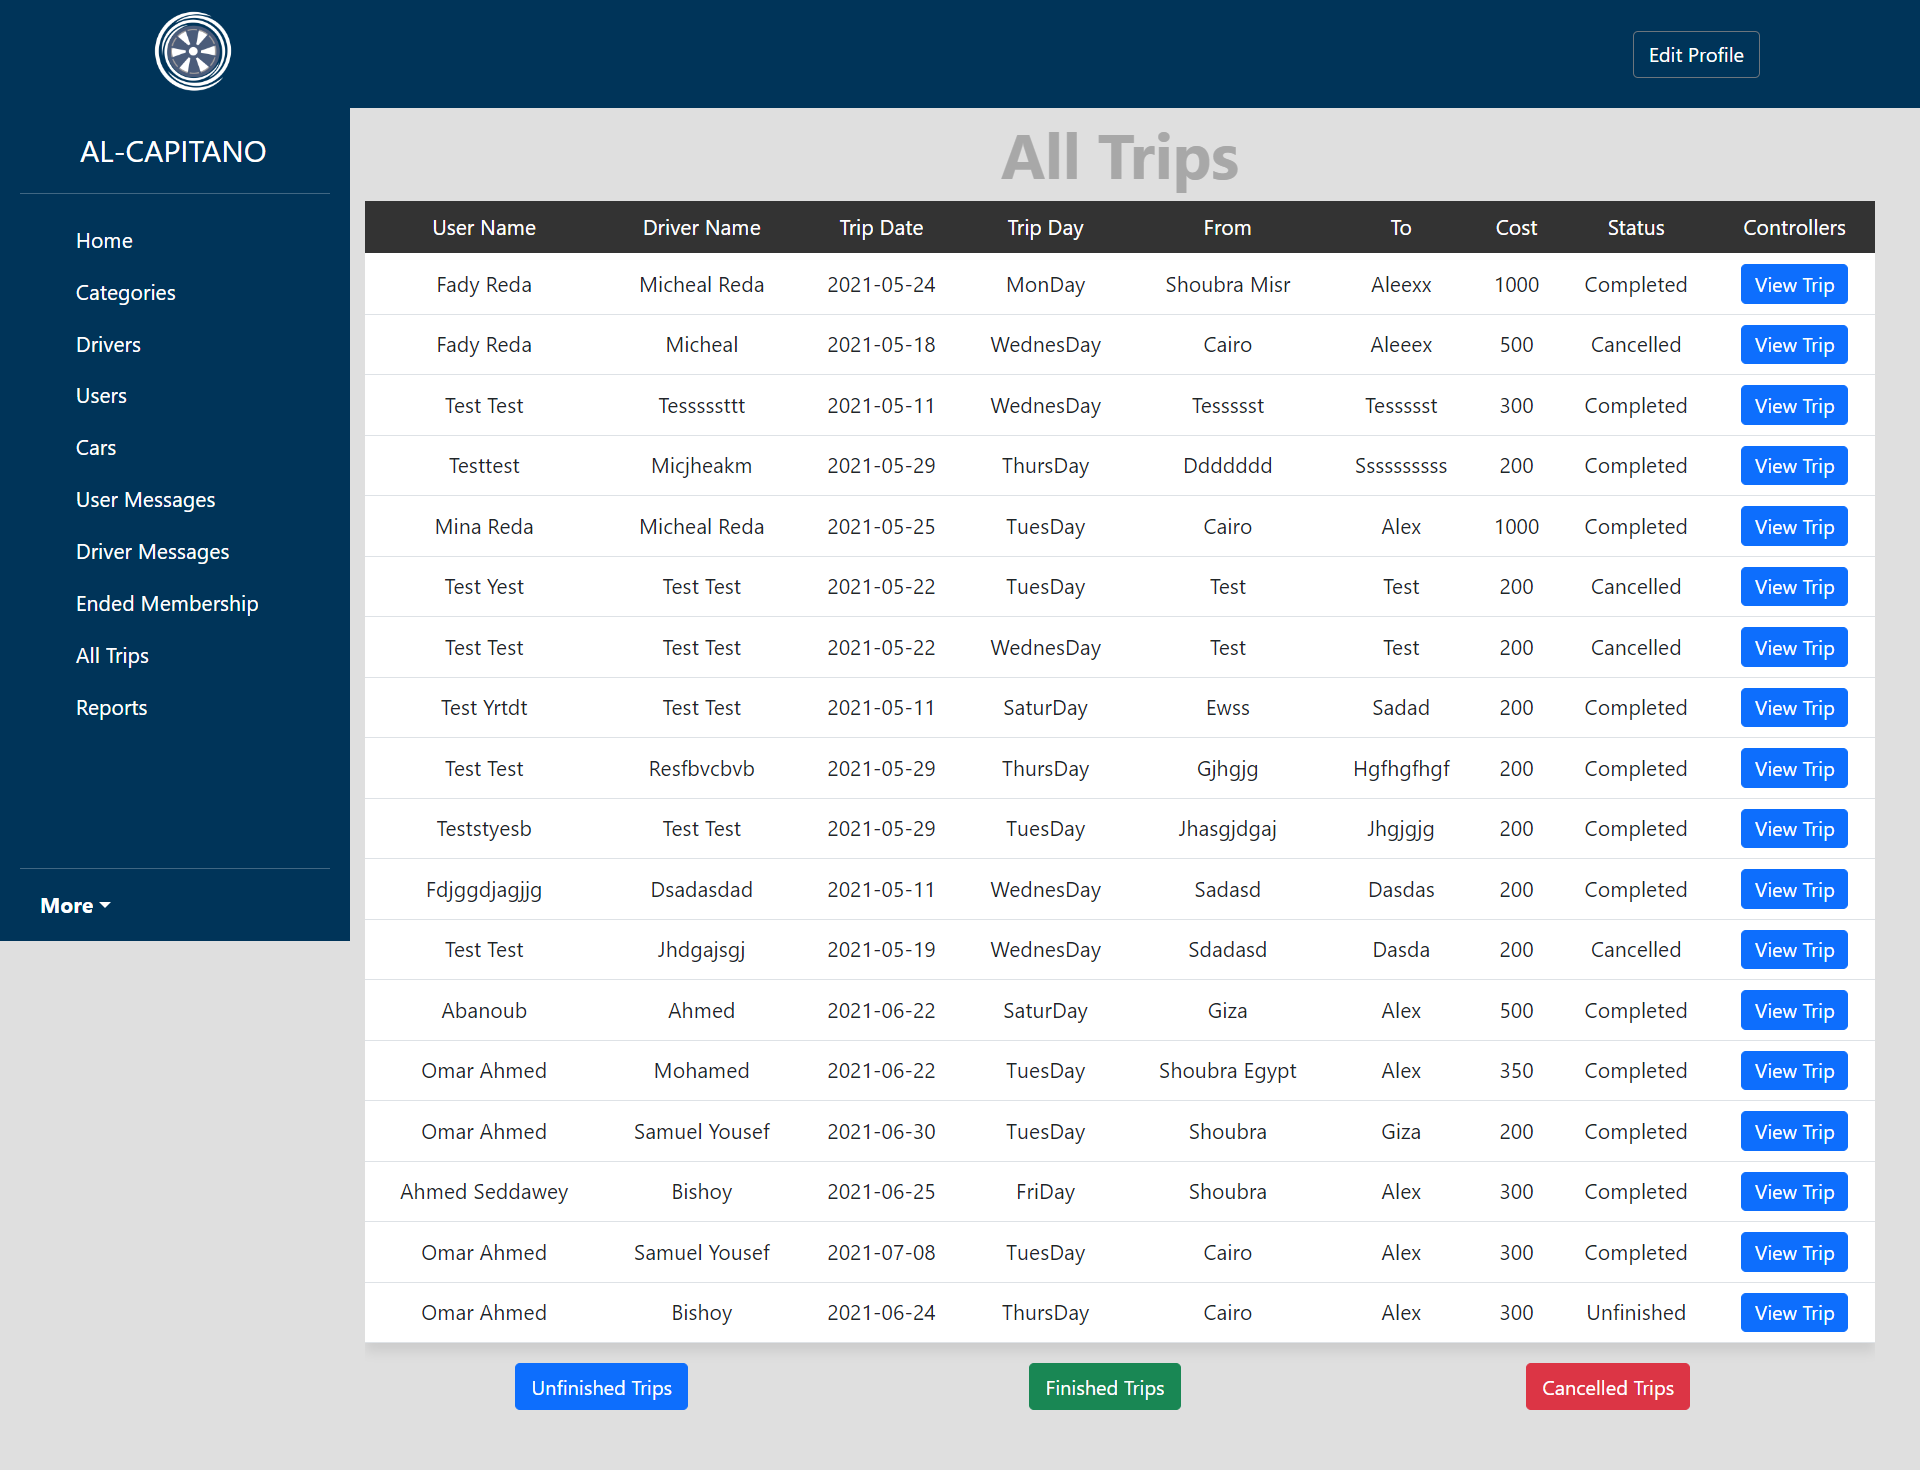 Edit Profile
AL-CAPITANO
Home
Categories
Drivers
Users
Cars
User Messages
Driver Messages
Ended Membership
All Trips
Reports
More
All Trips
User Name Driver Name Trip Date Trip Day From To Cost Status Controllers
Fady Reda Micheal Reda 2021-05-24 MonDay Shoubra Misr Aleexx 1000 Completed View Trip
Fady Reda Micheal 2021-05-18 WednesDay Cairo Aleeex 500 Cancelled View Trip
Test Test Tesssssttt 2021-05-11 WednesDay Tessssst Tessssst 300 Completed View Trip
Testtest Micjheakm 2021-05-29 ThursDay Ddddddd Ssssssssss 200 Completed View Trip
Mina Reda Micheal Reda 2021-05-25 TuesDay Cairo Alex 1000 Completed View Trip
Test Yest Test Test 2021-05-22 TuesDay Test Test 200 Cancelled View Trip
Test Test Test Test 2021-05-22 WednesDay Test Test 200 Cancelled View Trip
Test Yrtdt Test Test 2021-05-11 SaturDay Ewss Sadad 200 Completed View Trip
Test Test Resfbvcbvb 2021-05-29 ThursDay Gjhgjg Hgfhgfhgf 200 Completed View Trip
Teststyesb Test Test 2021-05-29 TuesDay Jhasgjdgaj Jhgjgjg 200 Completed View Trip
Fdjggdjagjjg Dsadasdad 2021-05-11 WednesDay Sadasd Dasdas 200 Completed View Trip
Test Test Jhdgajsgj 2021-05-19 WednesDay Sdadasd Dasda 200 Cancelled View Trip
Abanoub Ahmed 2021-06-22 SaturDay Giza Alex 500 Completed View Trip
Omar Ahmed Mohamed 2021-06-22 TuesDay Shoubra Egypt Alex 350 Completed View Trip
Omar Ahmed Samuel Yousef 2021-06-30 TuesDay Shoubra Giza 200 Completed View Trip
Ahmed Seddawey Bishoy 2021-06-25 FriDay Shoubra Alex 300 Completed View Trip
Omar Ahmed Samuel Yousef 2021-07-08 TuesDay Cairo Alex 300 Completed View Trip
Omar Ahmed Bishoy 2021-06-24 ThursDay Cairo Alex 300 Unfinished View Trip
Unfinished Trips Finished Trips Cancelled Trips